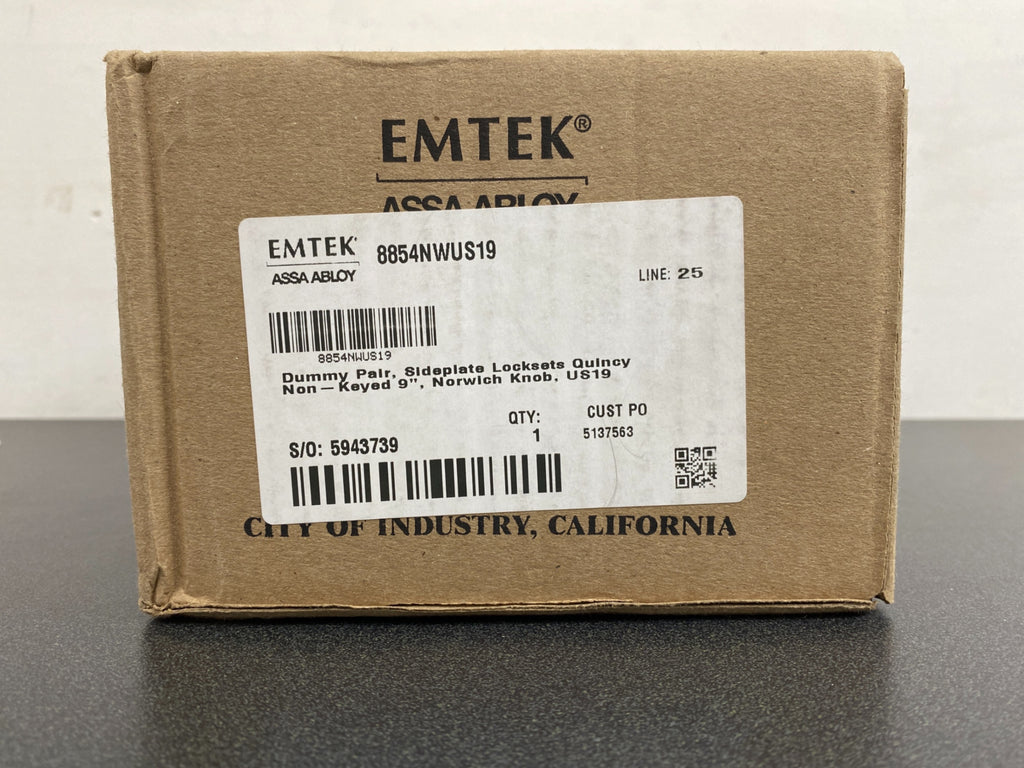 EMTEK®
ASSA ABLOY
EMTEK
ASSA ABLOY
8854NWUS19
LINE: 25
8854NWUS19
Dummy Pair, Sideplate Locksets Quincy
Non-Keyed 9", Norwich Knob, US19
QTY:
1
CUST PO
5137563
S/O: 5943739
CITY OF INDUSTRY, CALIFORNIA